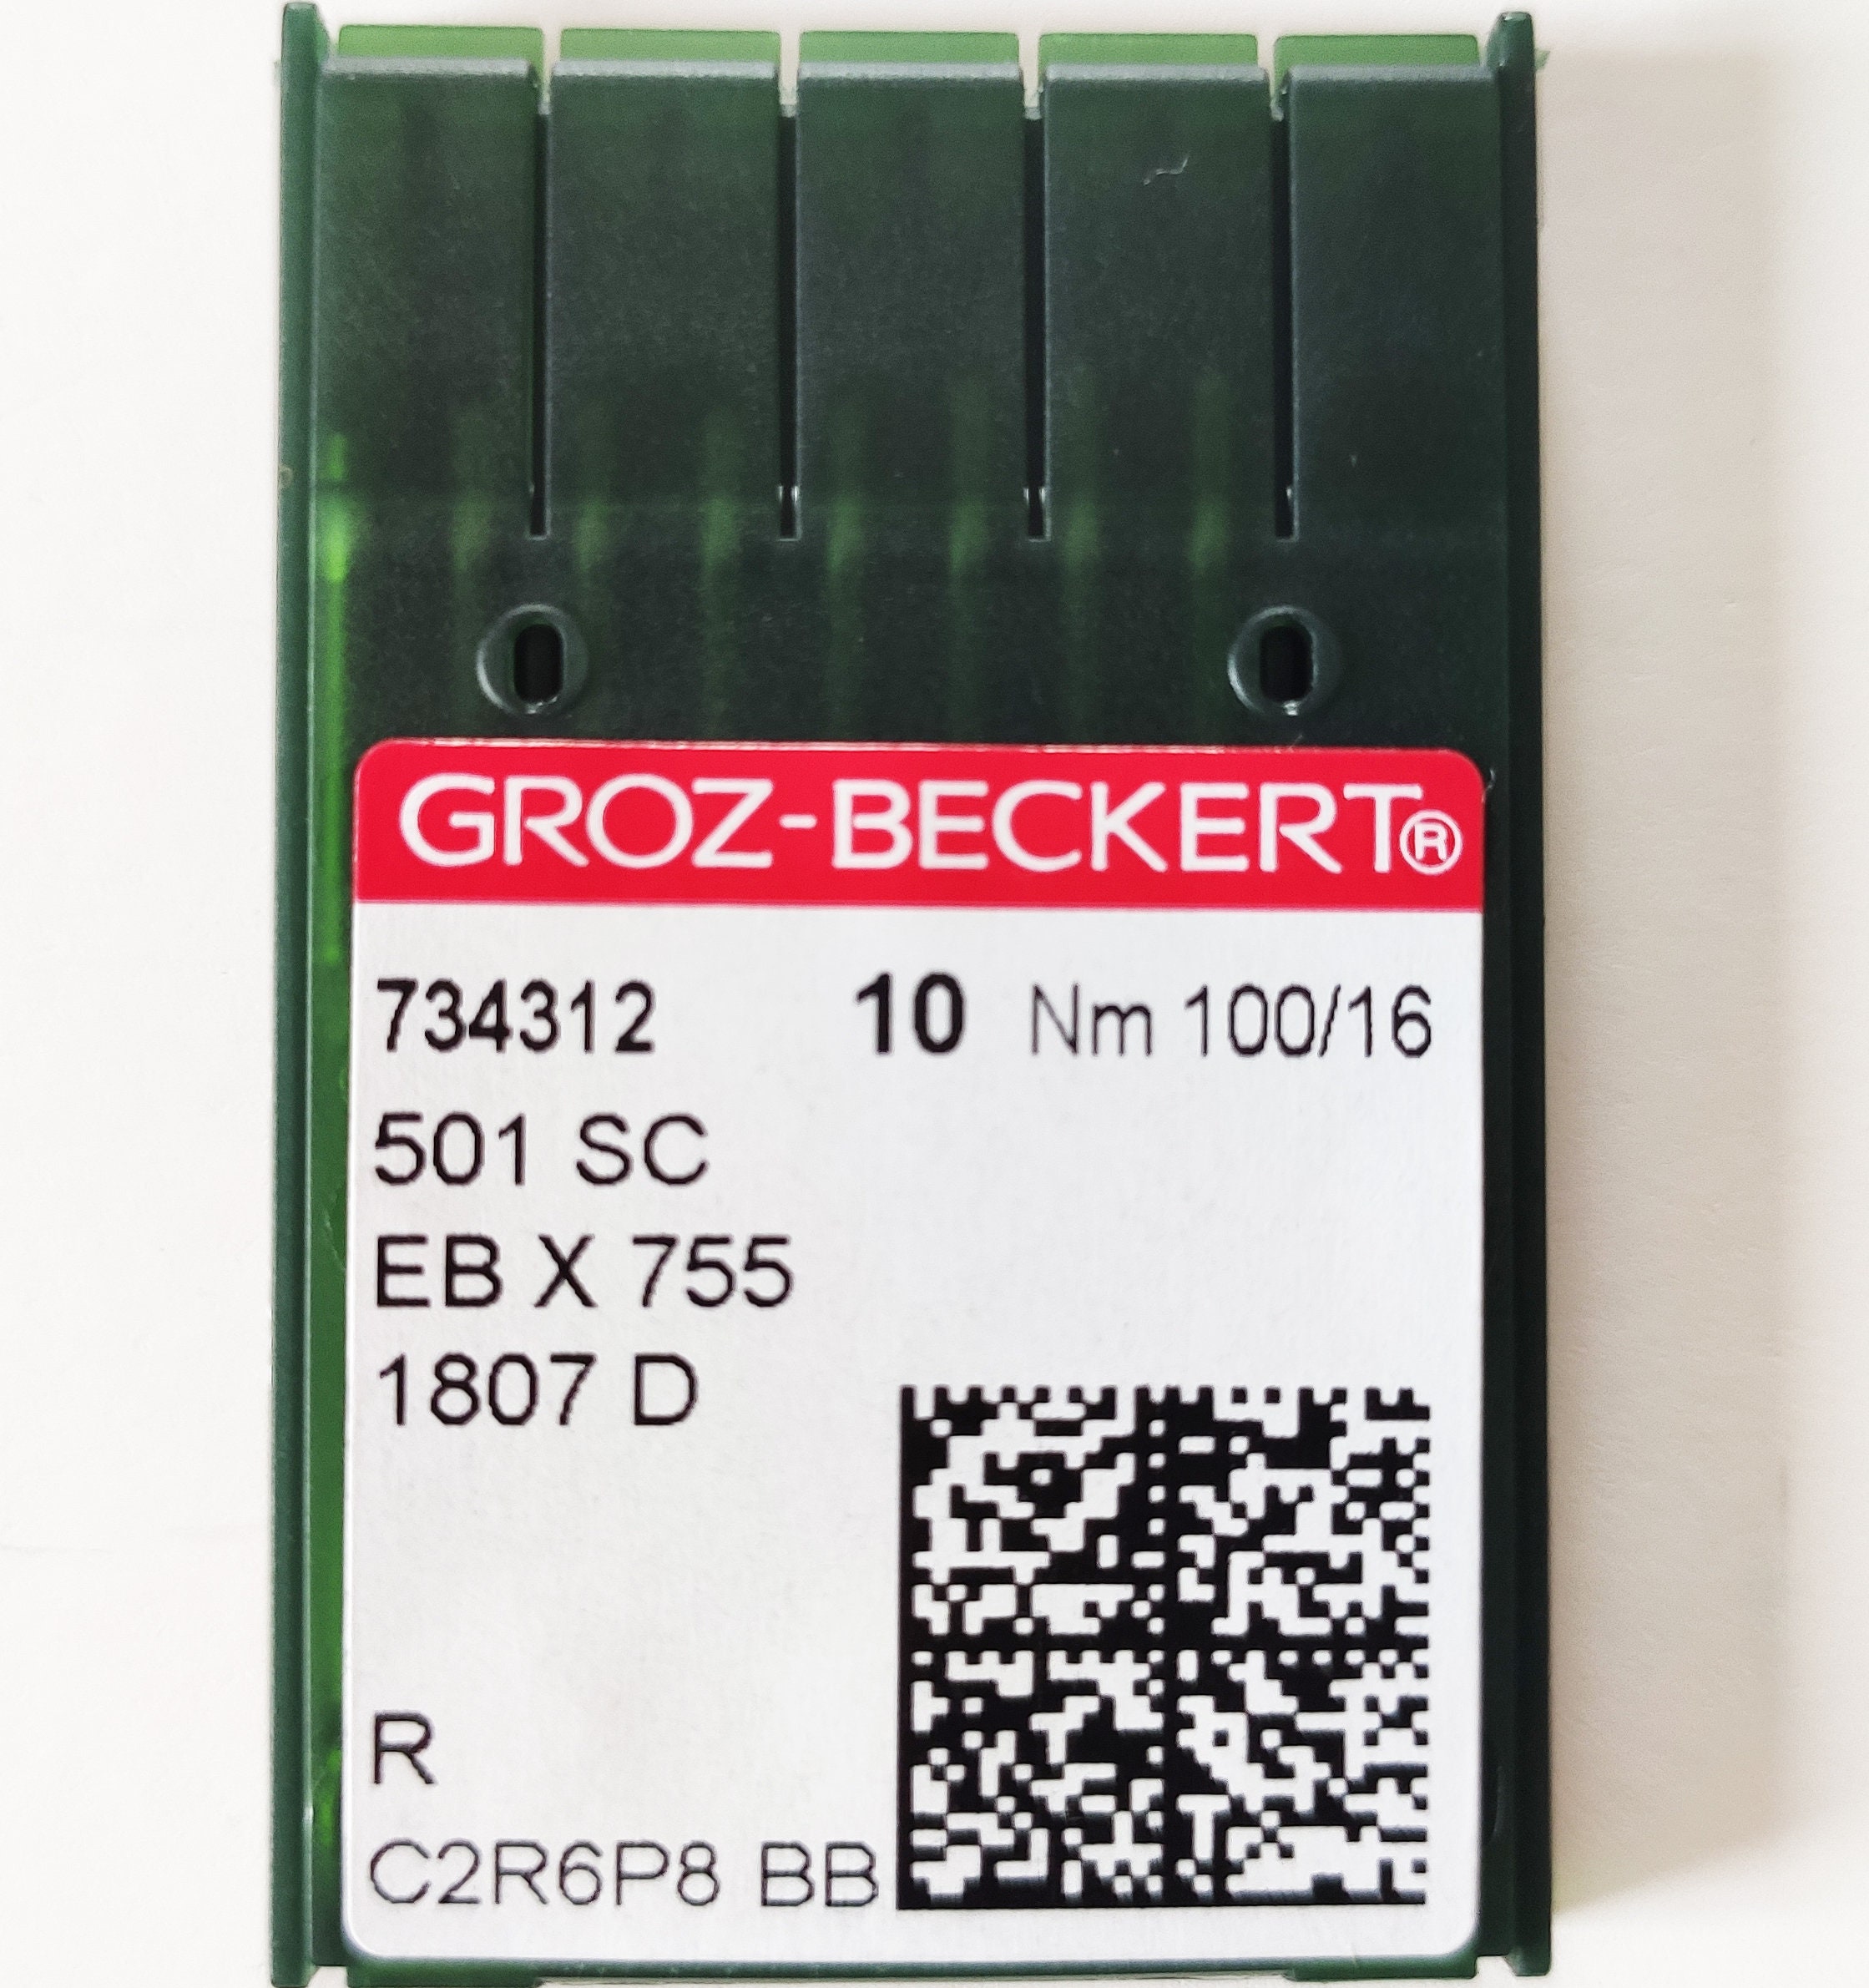 GROZ-BECKERT®
734312 10 Nm 100/16
501 SC
EB X 755
1807 D
R
C2R6P8 BB